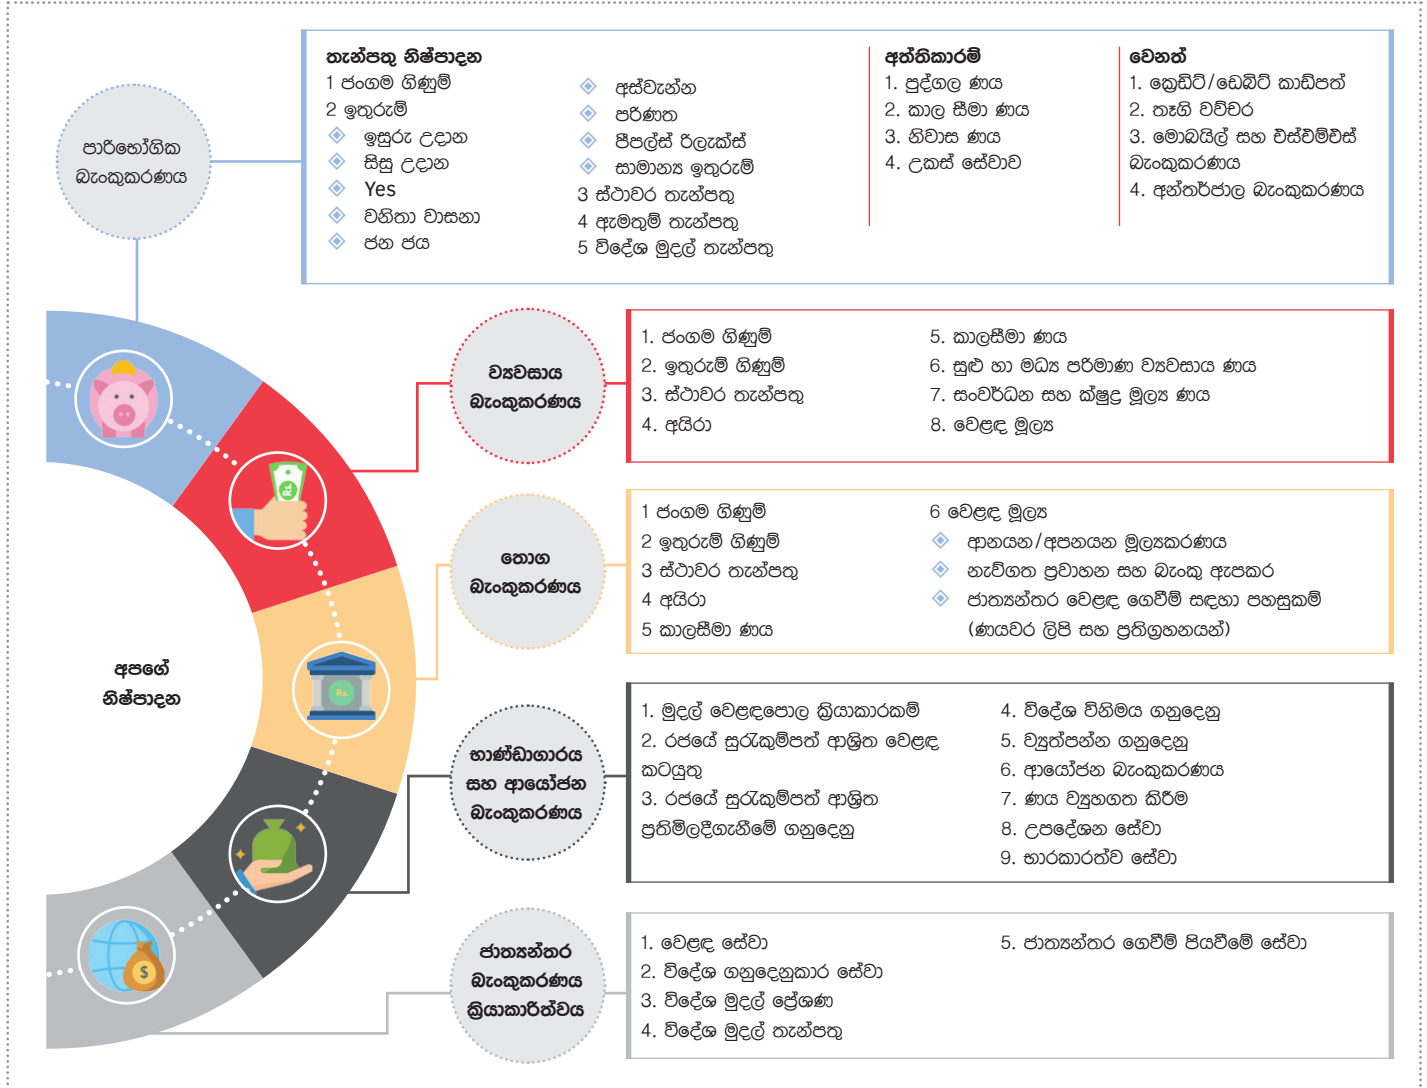 පාරිභෝගික
බැංකුකරණය
තැන්පතු නිෂ්පාදන
1 ජංගම ගිණුම්
2 ඉතුරුම්
ඉසුරු උදාන
සිසු උදාන
Yes
වනිතා වාසනා
ජන ජය
අස්වැන්න
පරිණත
පීපල්ස් රිලැක්ස්
සාමාන්‍ය ඉතුරුම්
3 ස්ථාවර තැන්පතු
4 ඇමතුම් තැන්පතු
5 විදේශ මුදල් තැන්පතු
අත්තිකාරම්
1. පුද්ගල ණය
2. කාල සීමා ණය
3. නිවාස ණය
4. උකස් සේවාව
වෙනත්
1. ක්‍රෙඩිට්/ඩෙබිට් කාඩ්පත්
2. තෑගි වව්චර
3. මොබයිල් සහ එස්එම්එස්
බැංකුකරණය
4. අන්තර්ජාල බැංකුකරණය
ව්‍යවසාය
බැංකුකරණය
1. ජංගම ගිණුම්
2. ඉතුරුම් ගිණුම්
3. ස්ථාවර තැන්පතු
4. අයිරා
5. කාලසීමා ණය
6. සුළු හා මධ්‍ය පරිමාණ ව්‍යවසාය ණය
7. සංවර්ධන සහ ක්ෂුද්‍ර මූල්‍ය ණය
8. වෙළඳ මූල්‍ය
Rs.
තොග
බැංකුකරණය
1 ජංගම ගිණුම්
2 ඉතුරුම් ගිණුම්
3 ස්ථාවර තැන්පතු
4 අයිරා
5 කාලසීමා ණය
6 වෙළඳ මූල්‍ය
ආනයන/අපනයන මූල්‍යකරණය
නැව්ගත ප්‍රවාහන සහ බැංකු ඇපකර
ජාත්‍යන්තර වෙළඳ ගෙවීම් සඳහා පහසුකම්
(ණයවර ලිපි සහ ප්‍රතිග්‍රහනයන්)
Rs.
අපගේ
නිෂ්පාදන
භාණ්ඩාගාරය
සහ ආයෝජන
බැංකුකරණය
1. මුදල් වෙළඳපොල ක්‍රියාකාරකම්
2. රජයේ සුරැකුම්පත් ආශ්‍රිත වෙළඳ
කටයුතු
3. රජයේ සුරැකුම්පත් ආශ්‍රිත
ප්‍රතිමිලදීගැනීමේ ගනුදෙනු
4. විදේශ විනිමය ගනුදෙනු
5. ව්‍යුත්පන්න ගනුදෙනු
6. ආයෝජන බැංකුකරණය
7. ණය ව්‍යුහගත කිරීම
8. උපදේශන සේවා
9. භාරකාරත්ව සේවා
ජාත්‍යන්තර
බැංකුකරණය
ක්‍රියාකාරිත්වය
1. වෙළඳ සේවා
2. විදේශ ගනුදෙනුකාර සේවා
3. විදේශ මුදල් ප්‍රේශණ
4. විදේශ මුදල් තැන්පතු
5. ජාත්‍යන්තර ගෙවීම් පියවීමේ සේවා
$